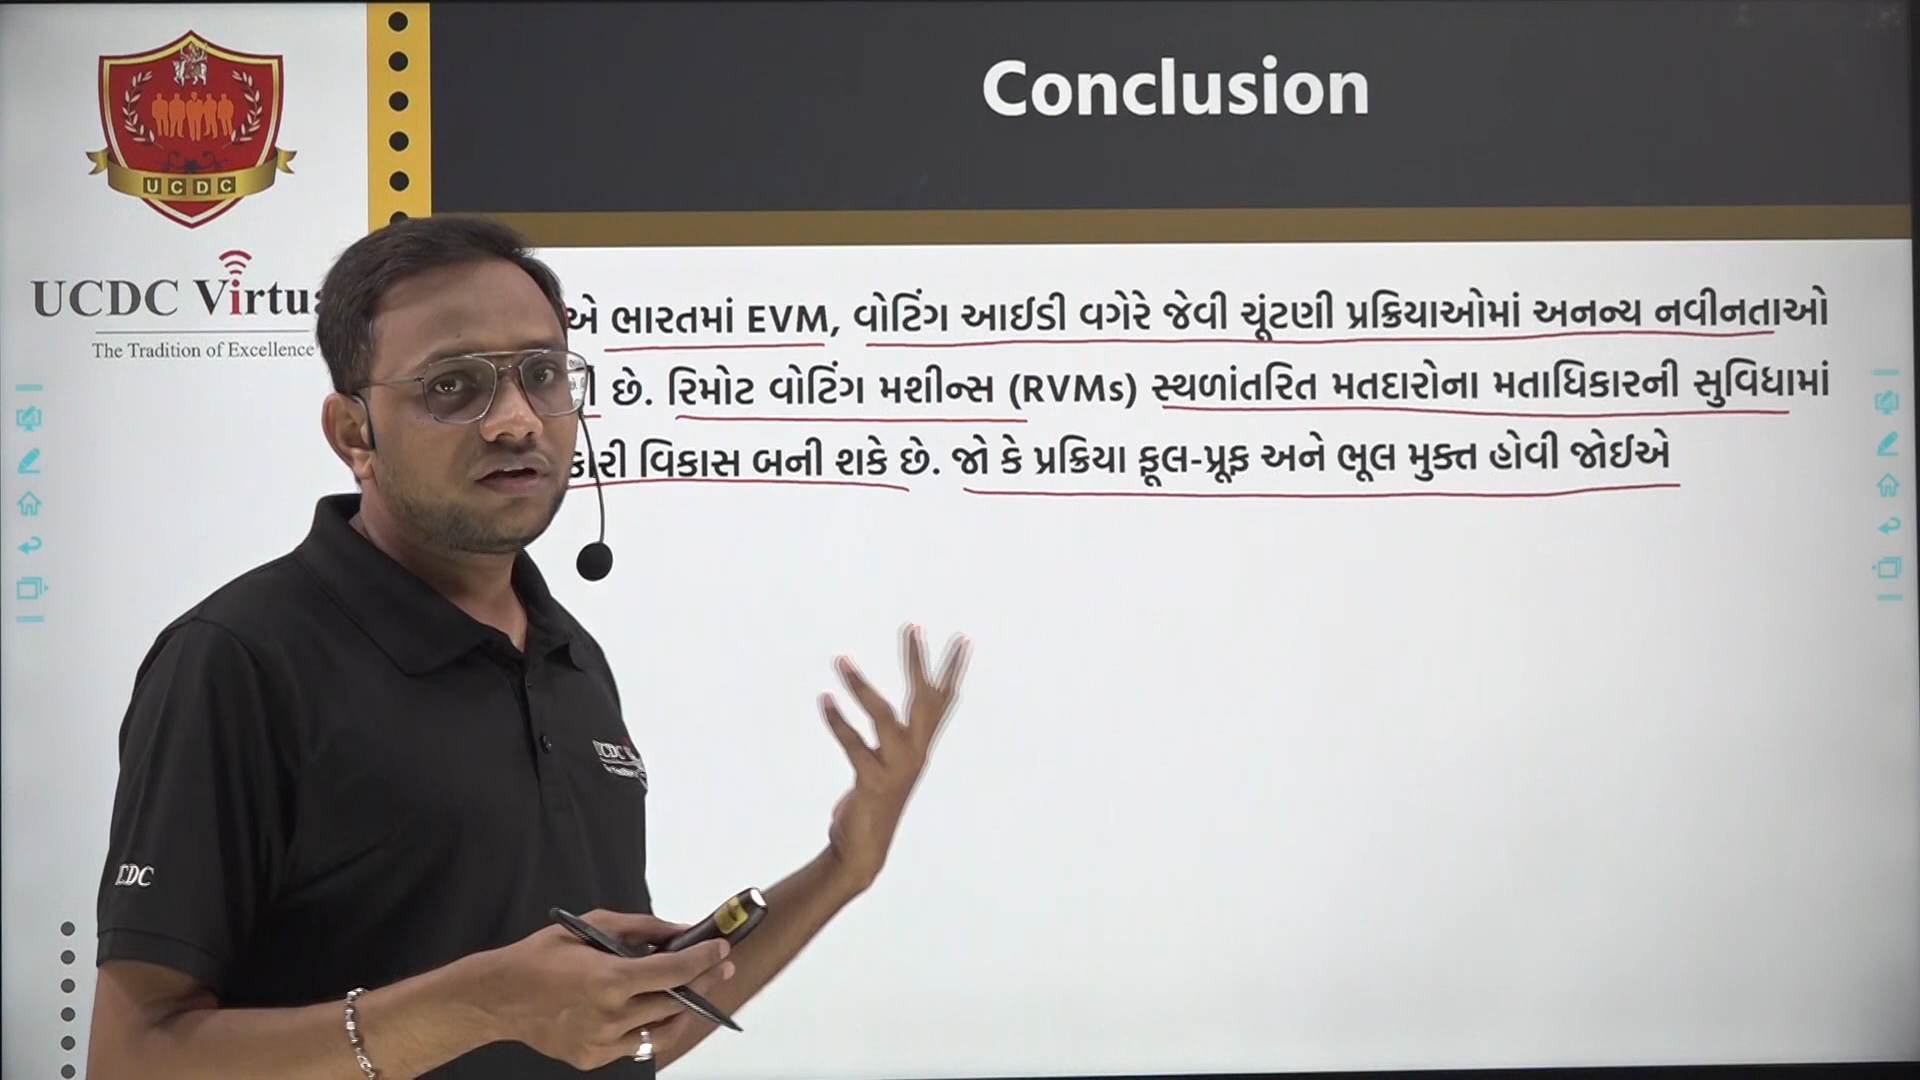 Conclusion
UCDC
UCDC
The Tradition of Excellence
એ ભારતમાં EVM, વોટિંગ આઈડી વગેરે જેવી ચૂંટણી પ્રક્રિયાઓમાં અનન્ય નવીનતાઓ
છે. રિમોટ વોટિંગ મશીન્સ (RVMs) સ્થળાંતરિત મતદારોના મતાધિકારની સુવિધામાં
વિકાસ બની શકે છે. જો કે પ્રક્રિયા ફૂલ-પ્રૂફ અને ભૂલ મુક્ત હોવી જોઈએ